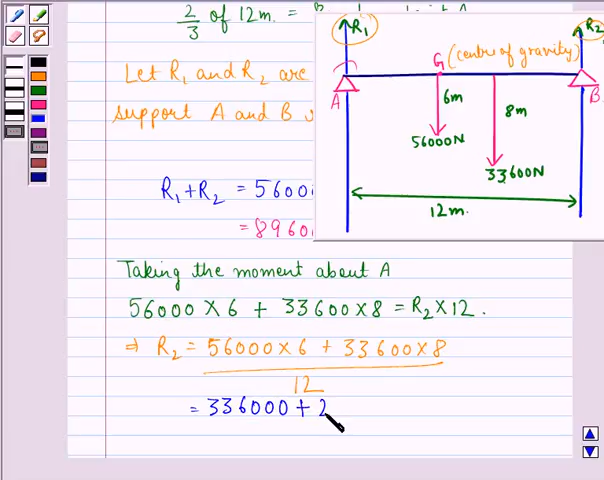 2/3 of 12m. =
Let R₁ and R₂ are
support A and B
R₁+R₂ = 5600
= 8960
R₁
R₂
G (centre of gravity)
A
B
6m
8m
56000N
33600N
12m.
Taking the moment about A
56000 × 6 + 33600 × 8 = R₂ × 12.
⇒ R₂ = 56000 × 6 + 33600 × 8
12
= 336000 + 2